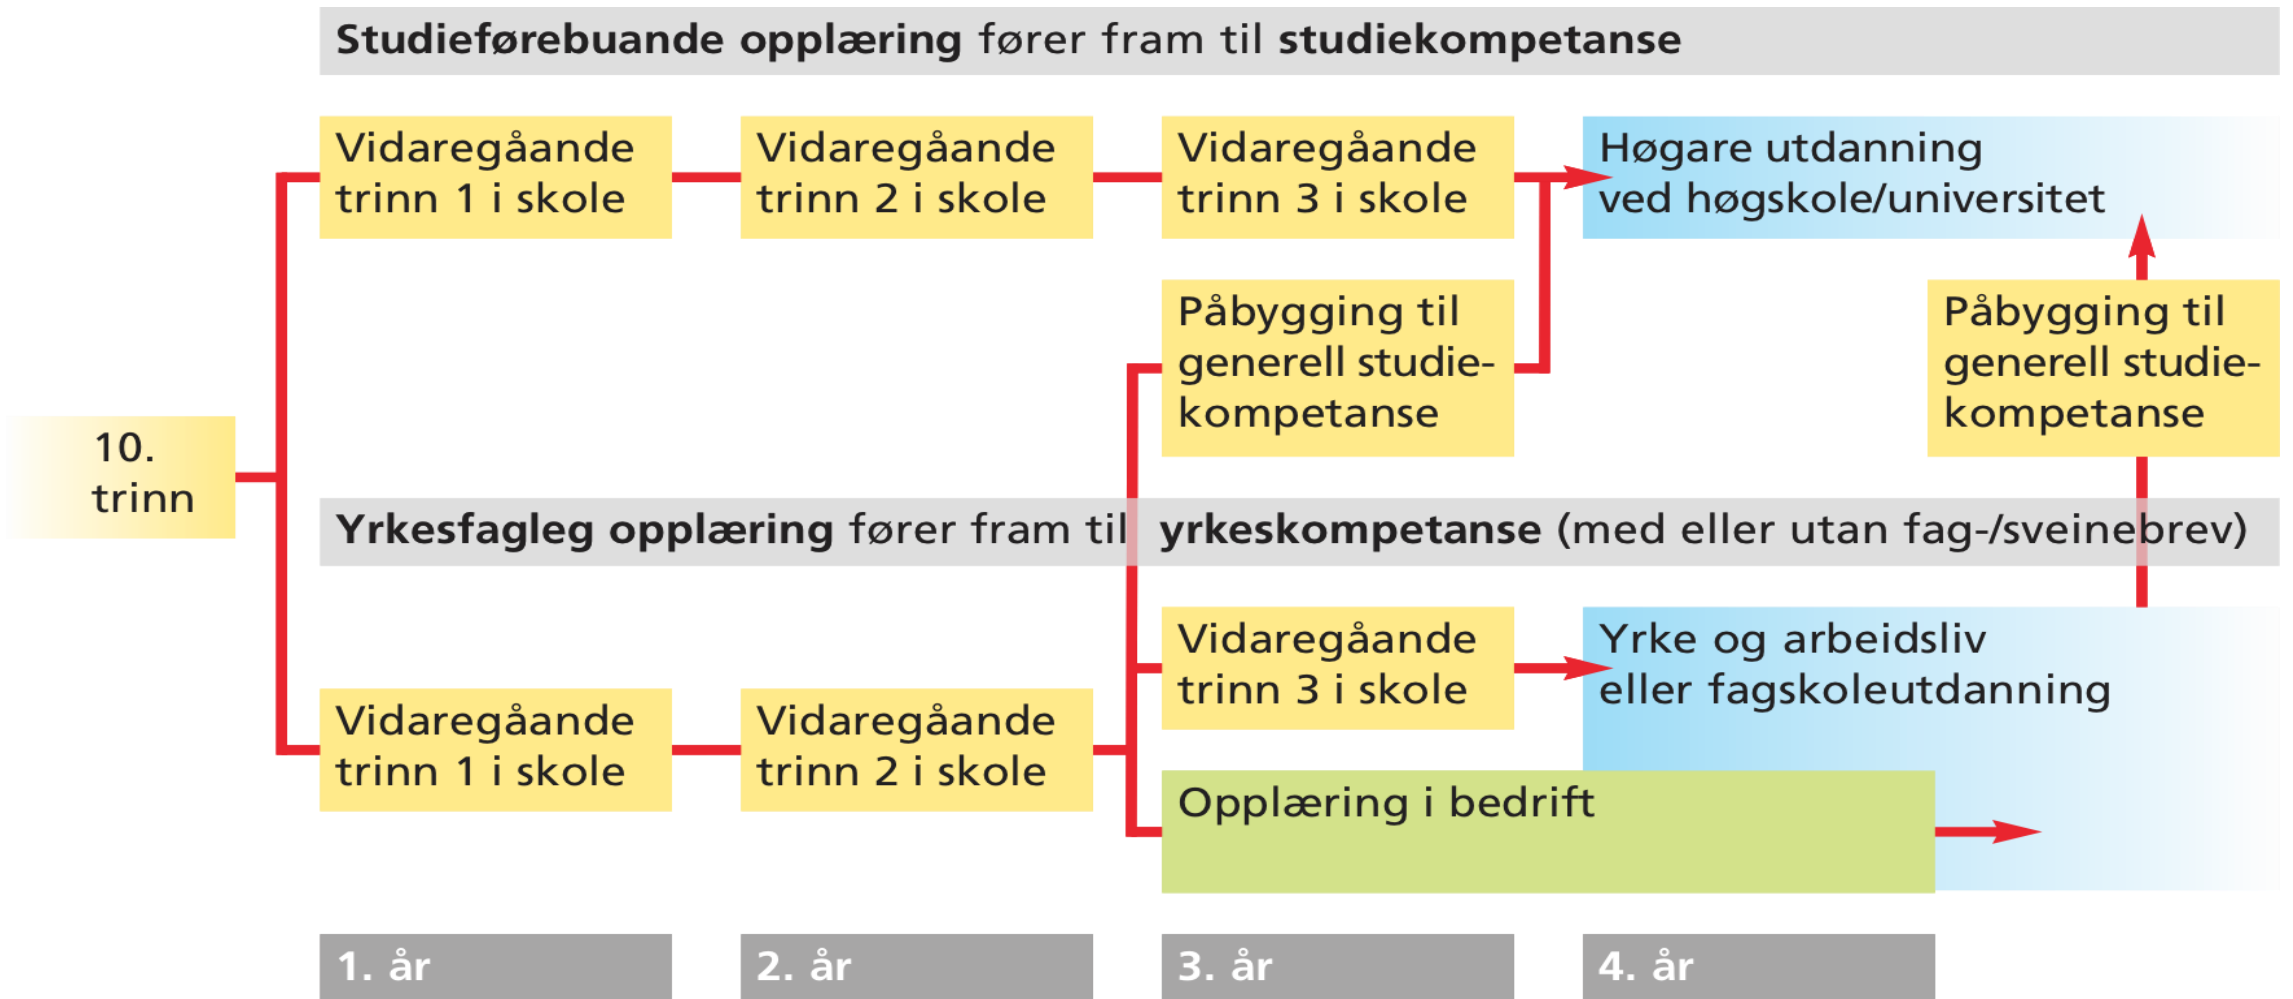 Studieførebuande opplæring fører fram til studiekompetanse
Vidaregåande
trinn 1 i skole
Vidaregåande
trinn 2 i skole
Vidaregåande
trinn 3 i skole
Høgare utdanning
ved høgskole/universitet
Påbygging til
generell studie-
kompetanse
Påbygging til
generell studie-
kompetanse
10.
trinn
Yrkesfagleg opplæring fører fram til yrkeskompetanse (med eller utan fag-/sveinebrev)
Vidaregåande
trinn 1 i skole
Vidaregåande
trinn 2 i skole
Vidaregåande
trinn 3 i skole
Yrke og arbeidsliv
eller fagskoleutdanning
Opplæring i bedrift
1. år
2. år
3. år
4. år